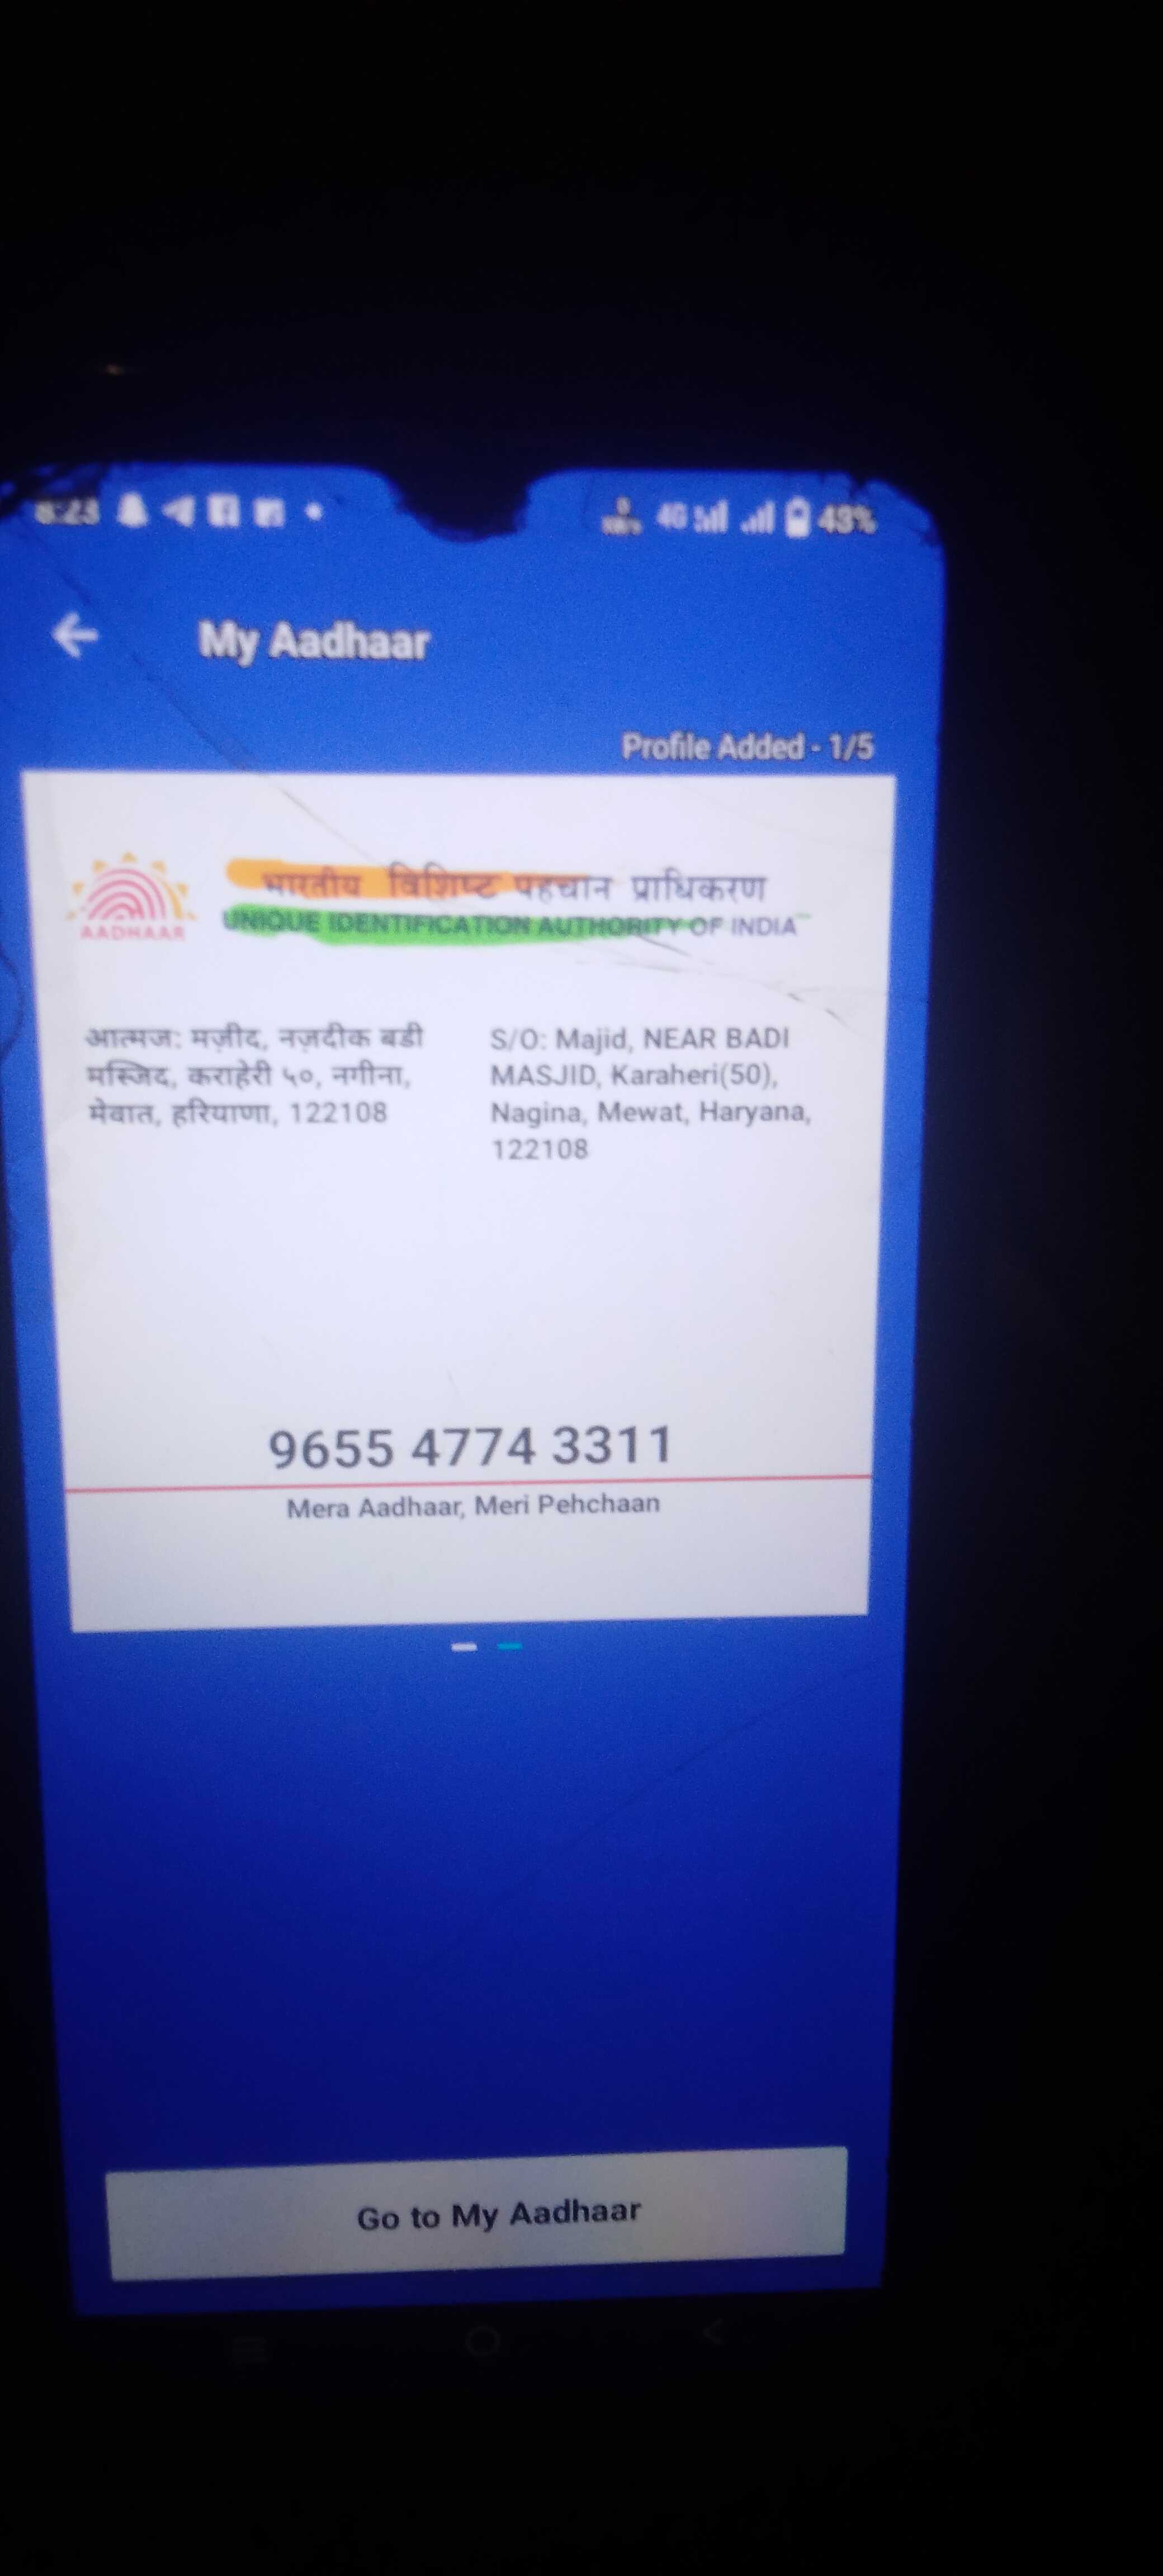 8:23
4G 43%
My Aadhaar
Profile Added - 1/5
भारतीय विशिष्ट पहचान प्राधिकरण
UNIQUE IDENTIFICATION AUTHORITY OF INDIA
AADHAAR
आत्मज: मज़ीद, नज़दीक बडी
मस्जिद, कराहेरी ५०, नगीना,
मेवात, हरियाणा, 122108
S/O: Majid, NEAR BADI
MASJID, Karaheri(50),
Nagina, Mewat, Haryana,
122108
9655 4774 3311
Mera Aadhaar, Meri Pehchaan
Go to My Aadhaar